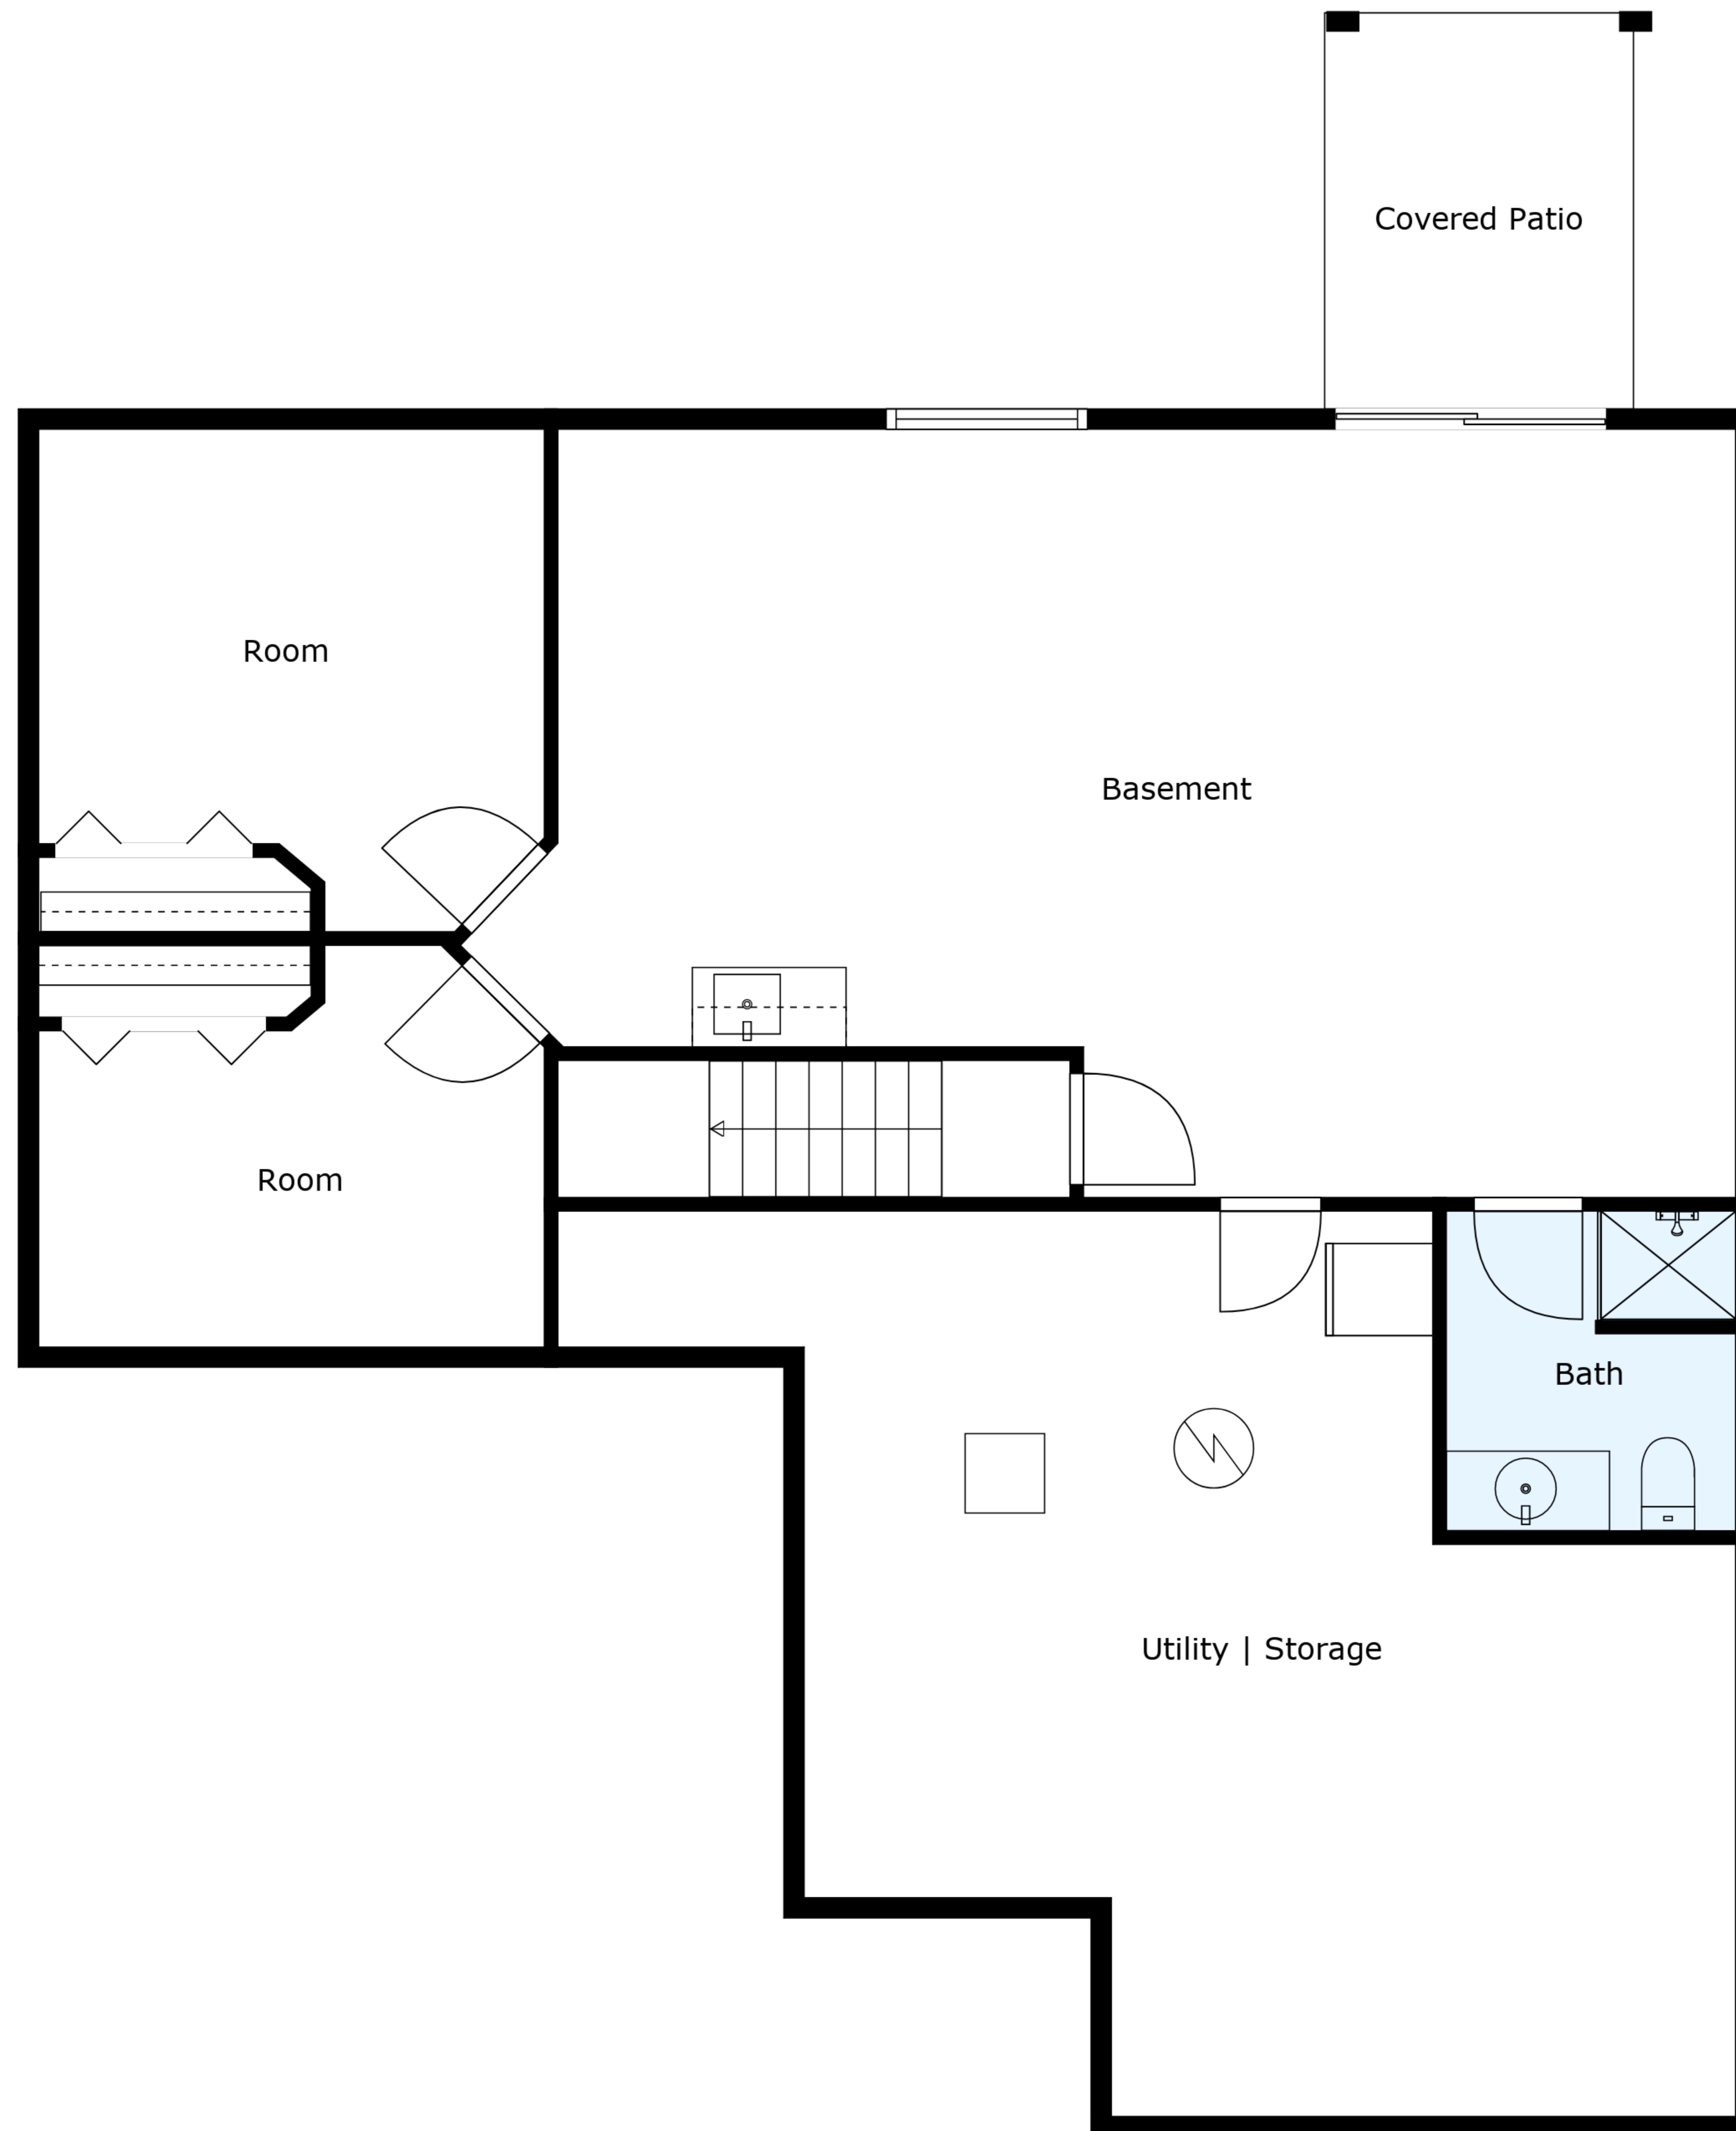 Covered Patio
Room
Basement
Room
Bath
Utility | Storage